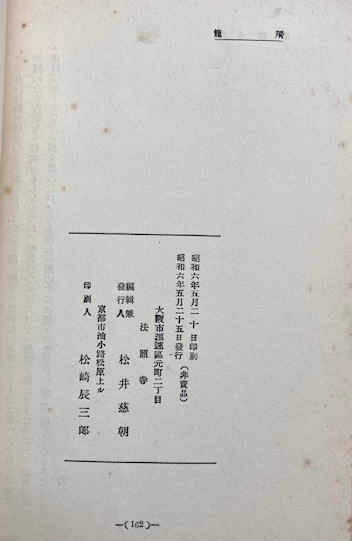 昭和六年五月二十日印刷
昭和六年五月二十五日發行 (非賣品)
大阪市浪速區元町二丁目
法照寺
編輯兼
發行人
松井慈朝
京都市油小路松原上ル
印刷人
松崎辰三郎
—(162)—